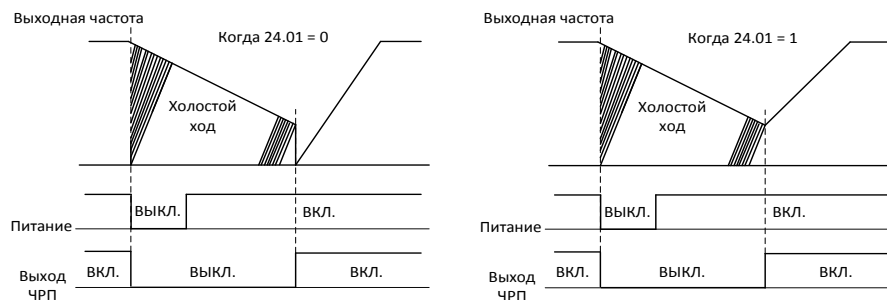 Выходная частота
Когда 24.01 = 0
Холостой
ход
Питание
ВЫКЛ.
ВКЛ.
Выход
ЧРП
ВКЛ.
ВЫКЛ.
ВКЛ.
Выходная частота
Когда 24.01 = 1
Холостой
ход
Питание
ВЫКЛ.
ВКЛ.
Выход
ЧРП
ВКЛ.
ВЫКЛ.
ВКЛ.